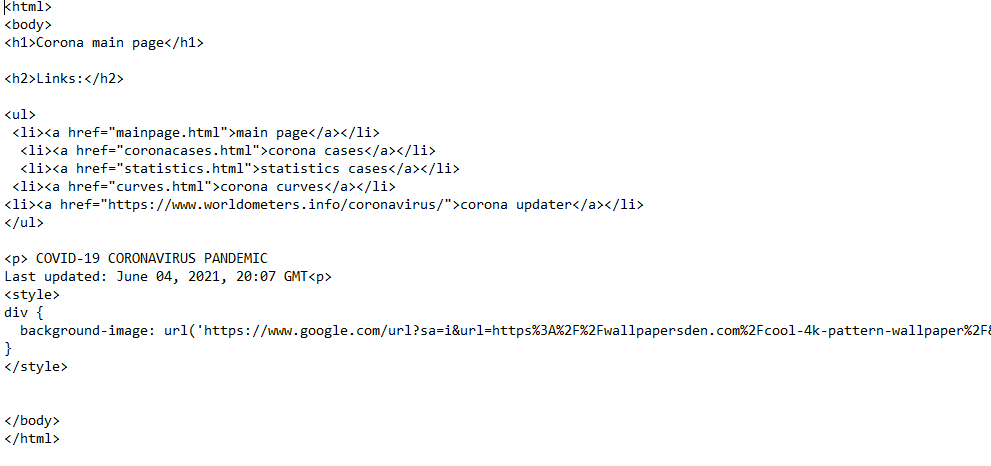 <html>
<body>
<h1>Corona main page</h1>
<h2>Links:</h2>
<ul>
<li><a href="mainpage.html">main page</a></li>
<li><a href="coronacases.html">corona cases</a></li>
<li><a href="statistics.html">statistics cases</a></li>
<li><a href="curves.html">corona curves</a></li>
<li><a href="https://www.worldometers.info/coronavirus/">corona updater</a></li>
</ul>
<p> COVID-19 CORONAVIRUS PANDEMIC
Last updated: June 04, 2021, 20:07 GMT<p>
<style>
div {
background-image: url('https://www.google.com/url?sa=i&url=https%3A%2F%2Fwallpapersden.com%2Fcool-4k-pattern-wallpaper%2F&
}
</style>
</body>
</html>